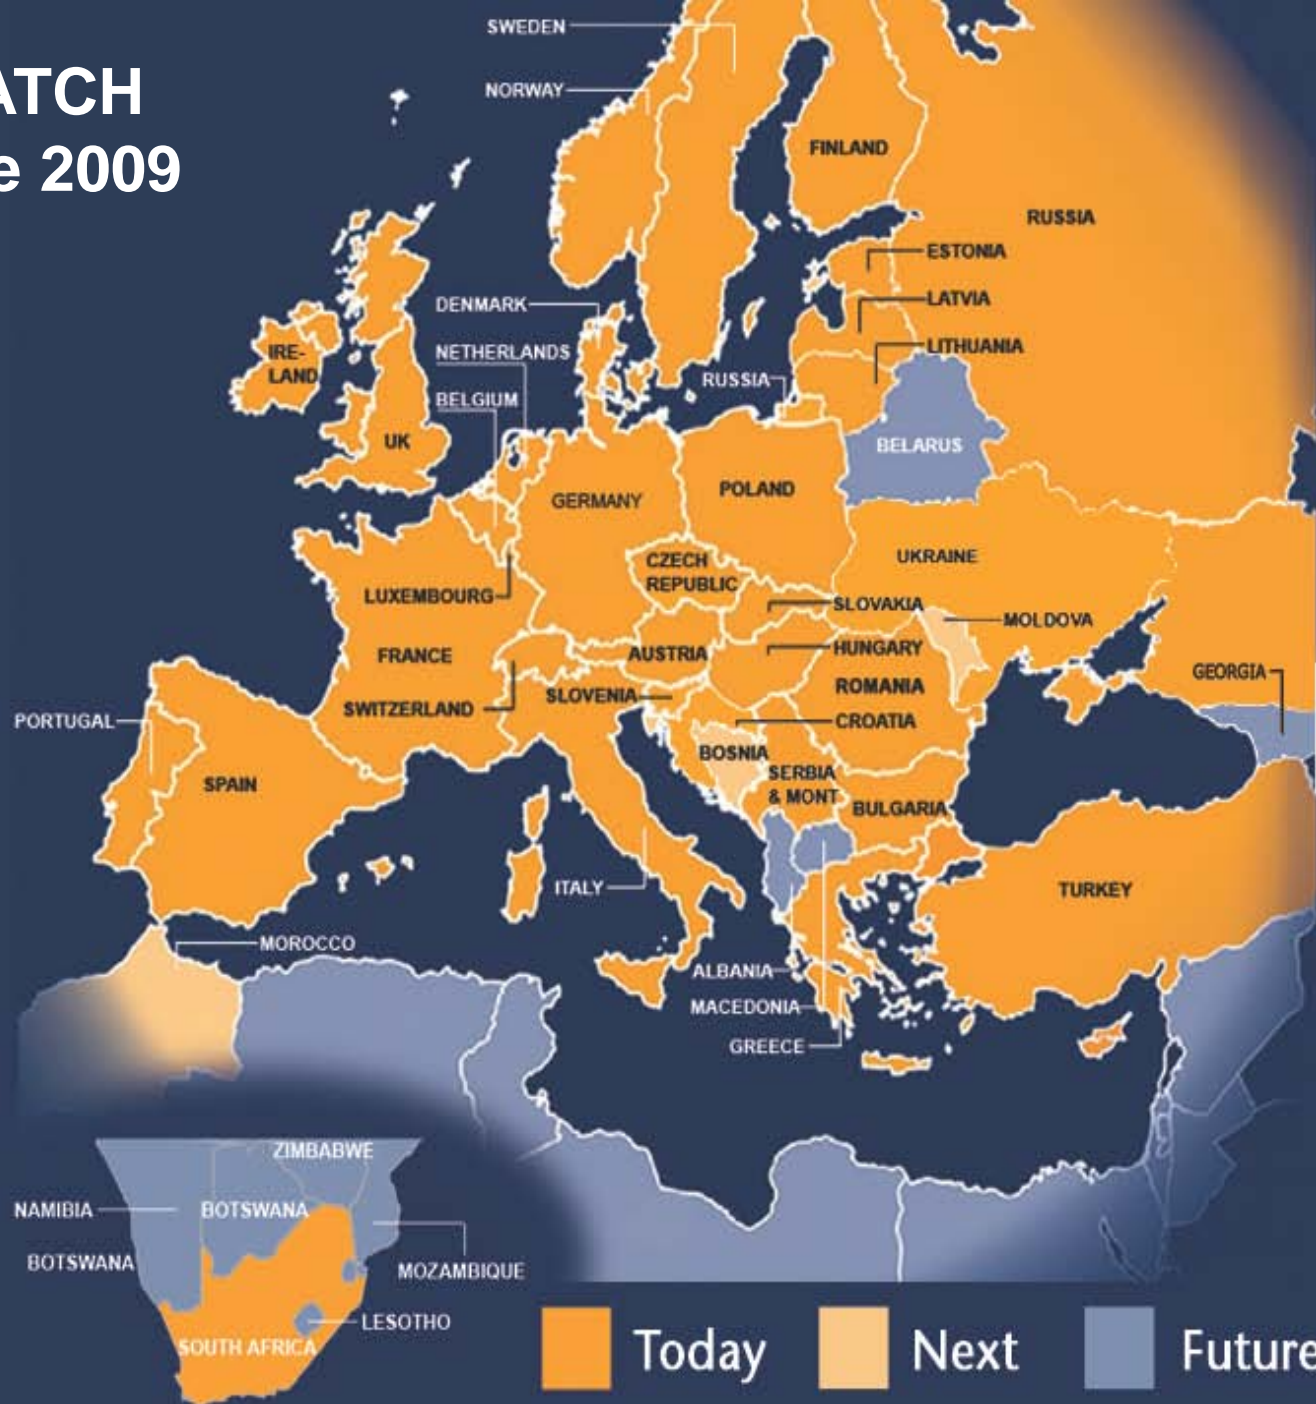 ATCH
e 2009
SWEDEN
NORWAY
FINLAND
RUSSIA
ESTONIA
LATVIA
LITHUANIA
DENMARK
NETHERLANDS
BELGIUM
RUSSIA
IRE-
LAND
UK
BELARUS
POLAND
GERMANY
CZECH
REPUBLIC
UKRAINE
LUXEMBOURG
SLOVAKIA
MOLDOVA
FRANCE
AUSTRIA
HUNGARY
GEORGIA
ROMANIA
SLOVENIA
SWITZERLAND
PORTUGAL
CROATIA
BOSNIA
SPAIN
SERBIA
& MONT
BULGARIA
ITALY
TURKEY
MOROCCO
ALBANIA
MACEDONIA
GREECE
ZIMBABWE
NAMIBIA
BOTSWANA
BOTSWANA
MOZAMBIQUE
LESOTHO
SOUTH AFRICA
Today
Next
Future